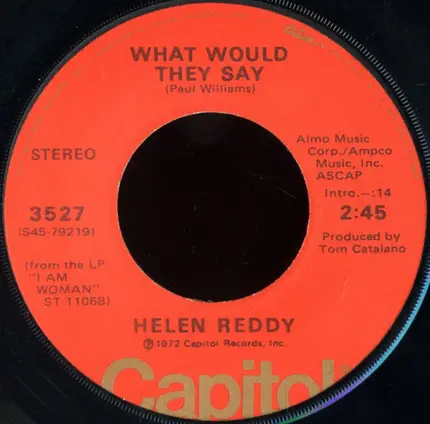 WHAT WOULD
THEY SAY
(Paul Williams)
STEREO
3527
(S45-79219)
(from the LP
"I AM
WOMAN"
ST 11068)
Almo Music
Corp./Ampco
Music, Inc.
ASCAP
Intro.–:14
2:45
Produced by
Tom Catalano
HELEN REDDY
Ⓟ1972 Capitol Records, Inc.
Capitol